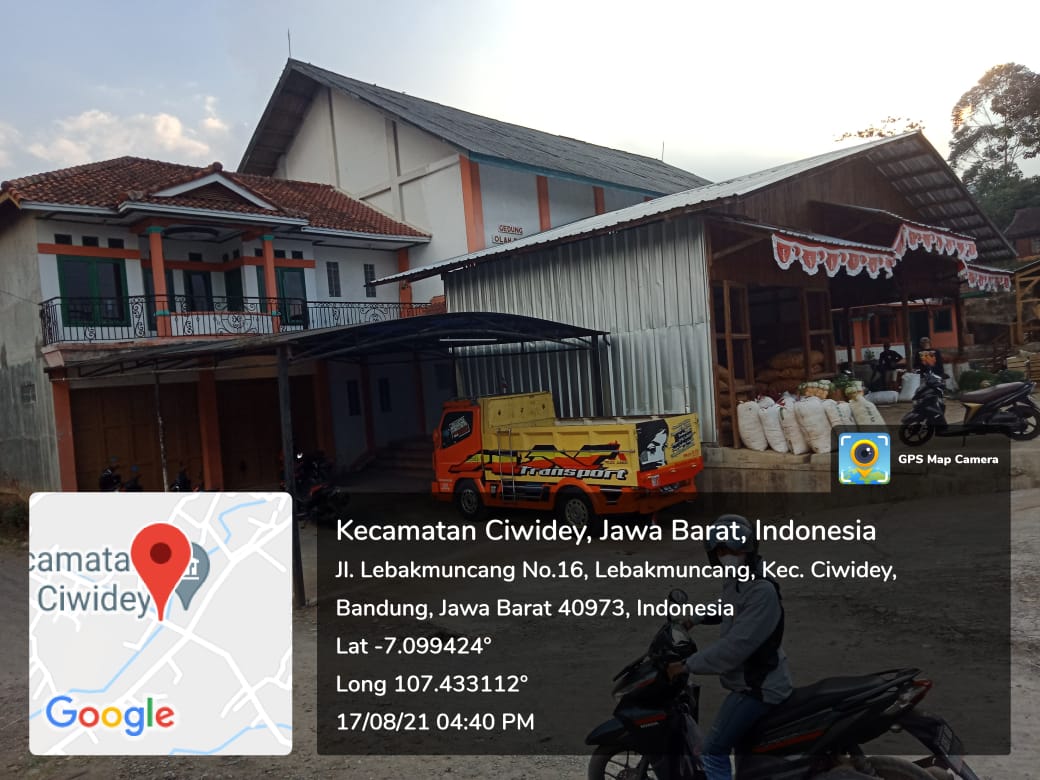 GEDUNG
Transport
GPS Map Camera
camata
Ciwidey
Google
Kecamatan Ciwidey, Jawa Barat, Indonesia
Jl. Lebakmuncang No.16, Lebakmuncang, Kec. Ciwidey,
Bandung, Jawa Barat 40973, Indonesia
Lat -7.099424°
Long 107.433112°
17/08/21 04:40 PM